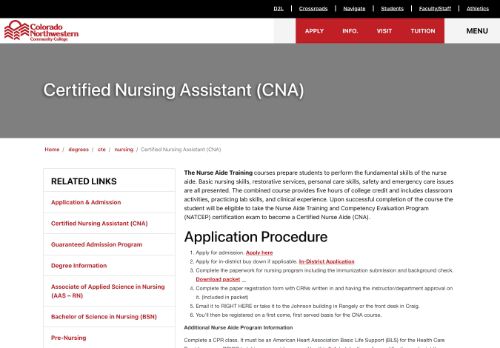 D2L | Crossroads | Navigate | Students | Faculty/Staff | Athletics
Colorado
Northwestern
Community College
APPLY INFO. VISIT TUITION MENU
Certified Nursing Assistant (CNA)
Home / degrees / cte / nursing / Certified Nursing Assistant (CNA)
RELATED LINKS
Application & Admission
Certified Nursing Assistant (CNA)
Guaranteed Admission Program
Degree Information
Associate of Applied Science in Nursing
(AAS – RN)
Bachelor of Science in Nursing (BSN)
Pre-Nursing
The Nurse Aide Training courses prepare students to perform the fundamental skills of the nurse
aide. Basic nursing skills, restorative services, personal care skills, safety and emergency care issues
are all presented. The combined course provides five hours of college credit and includes classroom
activities, practicing lab skills, and clinical experience. Upon successful completion of the course the
student will be eligible to take the Nurse Aide Training and Competency Evaluation Program
(NATCEP) certification exam to become a Certified Nurse Aide (CNA).
Application Procedure
1. Apply for admission. Apply here
2. Apply for in-district buy down if applicable. In-District Application
3. Complete the paperwork for nursing program including the immunization submission and background check.
Download packet
4. Complete the paper registration form with CRNs written in and having the instructor/department approval on
it. (included in packet)
5. Email it to RIGHT HERE or take it to the Johnson building in Rangely or the front desk in Craig.
6. You'll then be registered on a first come, first served basis for the CNA course.
Additional Nurse Aide Program Information
Complete a CPR class. It must be an American Heart Association Basic Life Support (BLS) for the Health Care